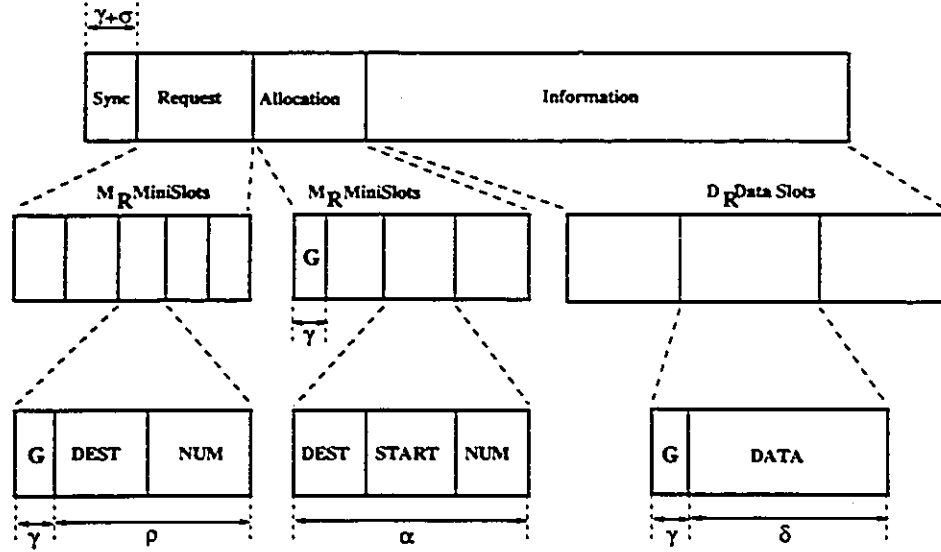 γ+σ
Sync Request Allocation Information
M_R MiniSlots M_R MiniSlots D_R Data Slots
G
γ
G DEST NUM DEST START NUM G DATA
γ ρ α γ δ